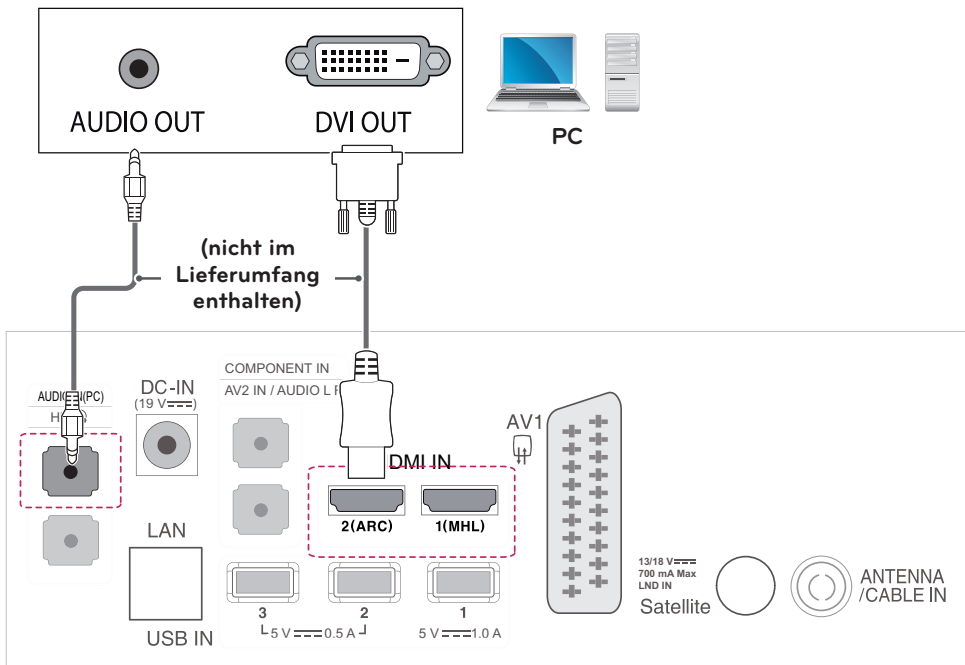 AUDIO OUT
DVI OUT
PC
(nicht im
Lieferumfang
enthalten)
COMPONENT IN
AV2 IN / AUDIO L
DC-IN
(19 V)
(PC)
AV1
DMI IN
2(ARC)
1(MHL)
LAN
13/18 V
700 mA Max
LND IN
Satellite
ANTENNA
/CABLE IN
3
2
1
5 V 0.5 A
5 V 1.0 A
USB IN